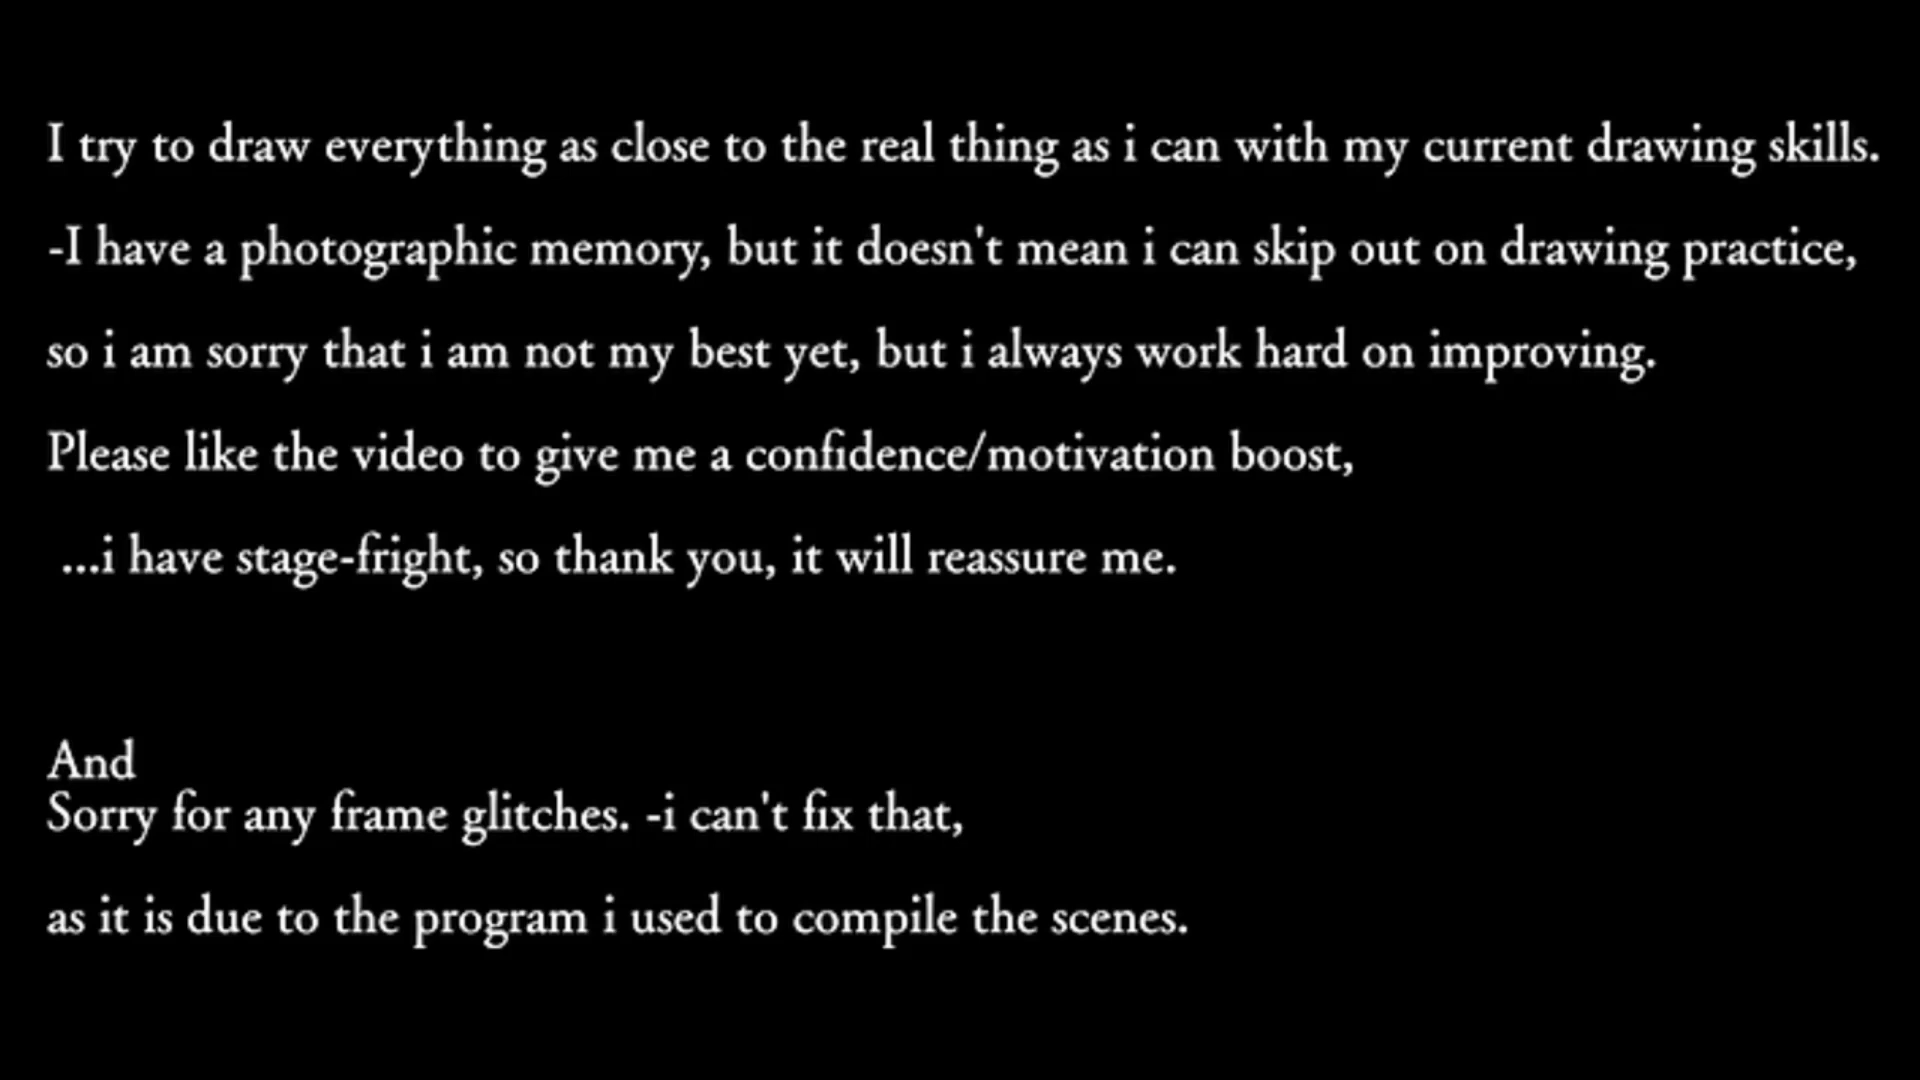 I try to draw everything as close to the real thing as i can with my current drawing skills.
-I have a photographic memory, but it doesn't mean i can skip out on drawing practice,
so i am sorry that i am not my best yet, but i always work hard on improving.
Please like the video to give me a confidence/motivation boost,
...i have stage-fright, so thank you, it will reassure me.
And
Sorry for any frame glitches. -i can't fix that,
as it is due to the program i used to compile the scenes.